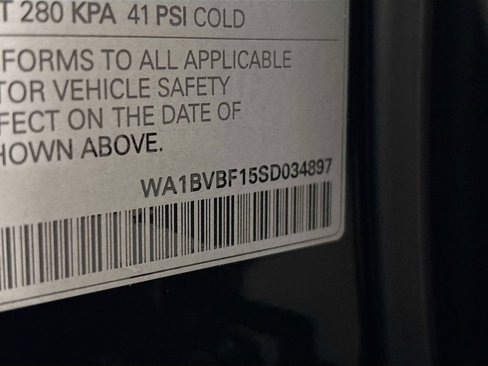 T 280 KPA 41 PSI COLD
FORMS TO ALL APPLICABLE
TOR VEHICLE SAFETY
FFECT ON THE DATE OF
HOWN ABOVE.
WA1BVBF15SD034897